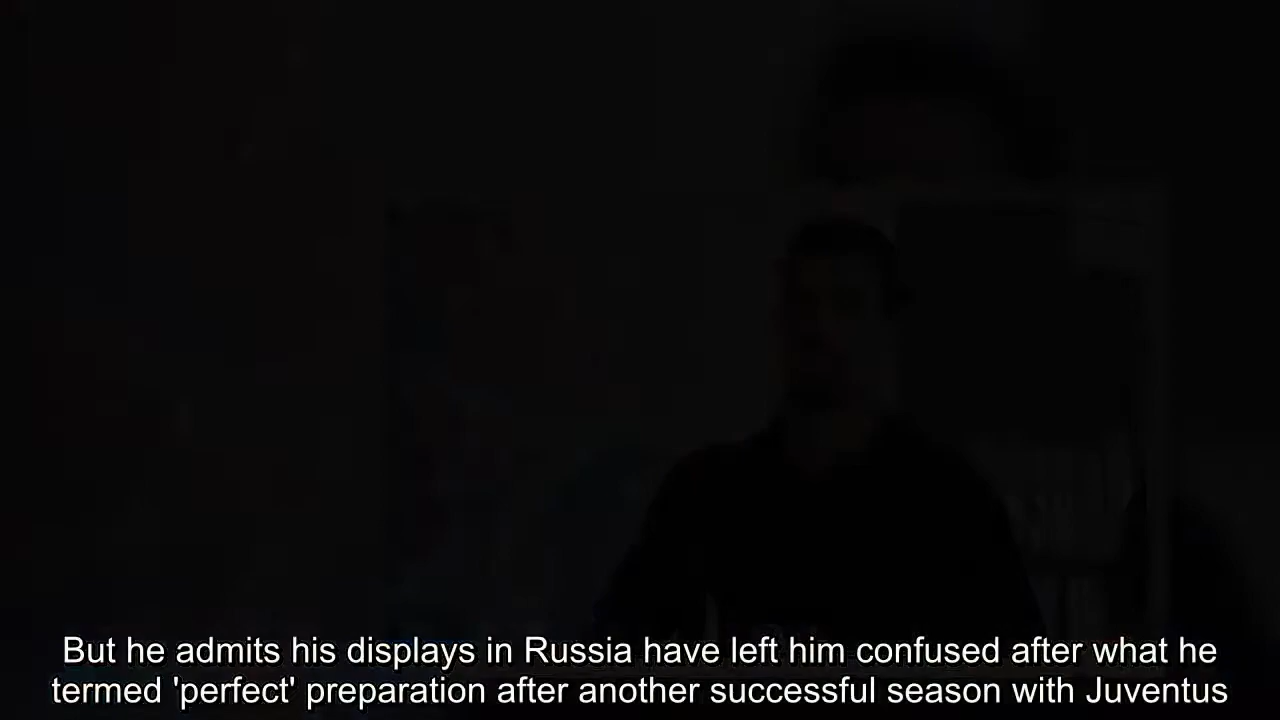 But he admits his displays in Russia have left him confused after what he
termed 'perfect' preparation after another successful season with Juventus